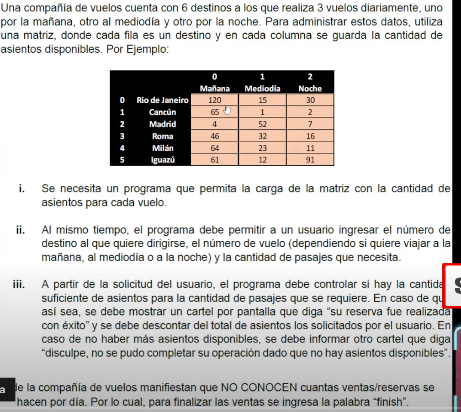 Una compañía de vuelos cuenta con 6 destinos a los que realiza 3 vuelos diariamente, uno
por la mañana, otro al mediodía y otro por la noche. Para administrar estos datos, utiliza
una matriz, donde cada fila es un destino y en cada columna se guarda la cantidad de
asientos disponibles. Por Ejemplo:
0 1 2
Mañana Mediodía Noche
0 Rio de Janeiro 120 15 30
1 Cancún 65 1 2
2 Madrid 4 52 7
3 Roma 46 32 16
4 Milán 64 23 11
5 Iguazú 61 12 91
i. Se necesita un programa que permita la carga de la matriz con la cantidad de
asientos para cada vuelo.
ii. Al mismo tiempo, el programa debe permitir a un usuario ingresar el número de
destino al que quiere dirigirse, el número de vuelo (dependiendo si quiere viajar a la
mañana, al mediodía o a la noche) y la cantidad de pasajes que necesita.
iii. A partir de la solicitud del usuario, el programa debe controlar si hay la cantida
suficiente de asientos para la cantidad de pasajes que se requiere. En caso de qu
así sea, se debe mostrar un cartel por pantalla que diga “su reserva fue realizada
con éxito” y se debe descontar del total de asientos los solicitados por el usuario. En
caso de no haber más asientos disponibles, se debe informar otro cartel que diga
“disculpe, no se pudo completar su operación dado que no hay asientos disponibles”.
a de la compañía de vuelos manifiestan que NO CONOCEN cuantas ventas/reservas se
hacen por día. Por lo cual, para finalizar las ventas se ingresa la palabra “finish”.